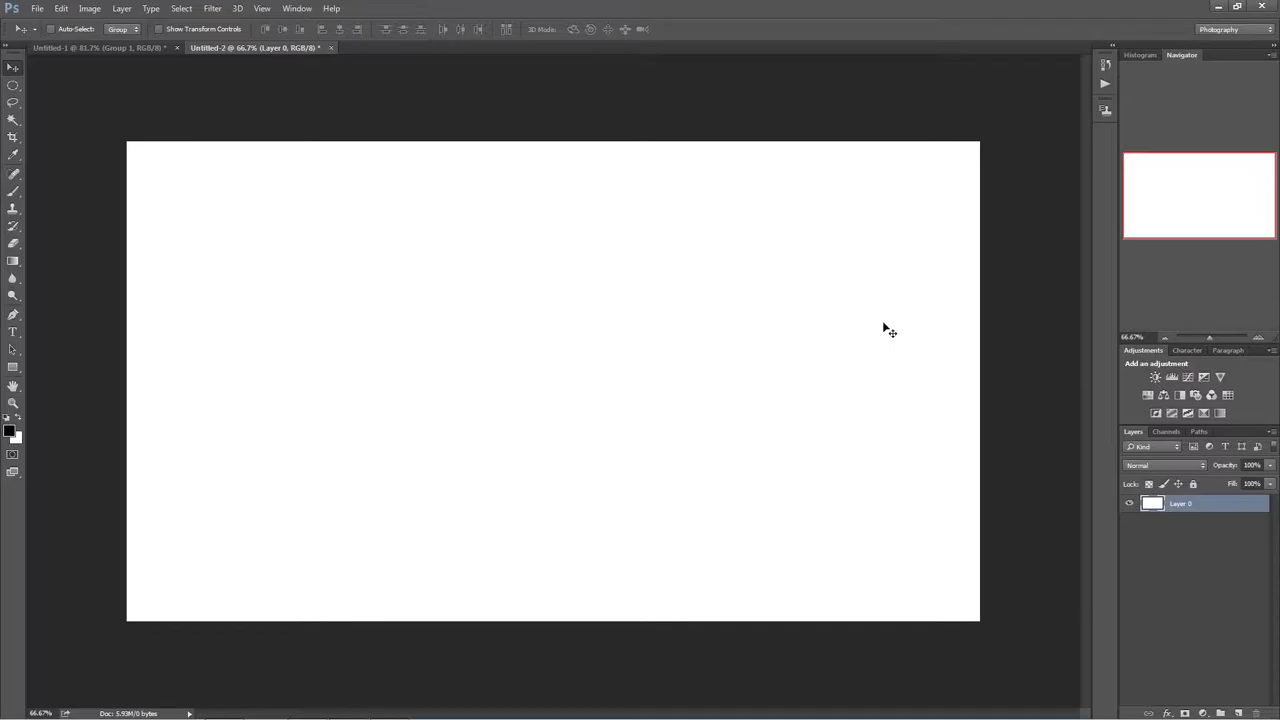 Ps File Edit Image Layer Type Select Filter 3D View Window Help
Auto-Select: Group Show Transform Controls 3D Mode: Photography
Untitled-1 @ 81.7% (Group 1, RGB/8) * × Untitled-2 @ 66.7% (Layer 0, RGB/8) * ×
Histogram Navigator
66.67%
Adjustments Character Paragraph
Add an adjustment
Layers Channels Paths
Kind
Normal Opacity: 100%
Lock: Fill: 100%
Layer 0
66.67% Doc: 5.93M/0 bytes